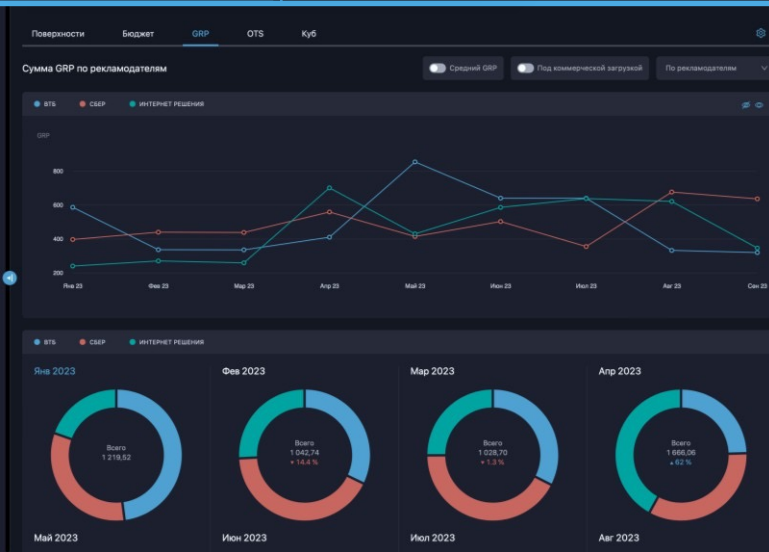 Поверхности Бюджет GRP OTS Куб
Сумма GRP по рекламодателям Средний GRP Под коммерческой загрузкой По рекламодателям
ВТБ СБЕР ИНТЕРНЕТ РЕШЕНИЯ
GRP
800
600
400
200
Янв 23 Фев 23 Мар 23 Апр 23 Май 23 Июн 23 Июл 23 Авг 23 Сен 23
ВТБ СБЕР ИНТЕРНЕТ РЕШЕНИЯ
Янв 2023 Фев 2023 Мар 2023 Апр 2023
Всего Всего Всего Всего
1 219,52 1 042,74 1 028,70 1 666,06
▾ 14.4 % ▾ 1.3 % ▴ 62 %
Май 2023 Июн 2023 Июл 2023 Авг 2023